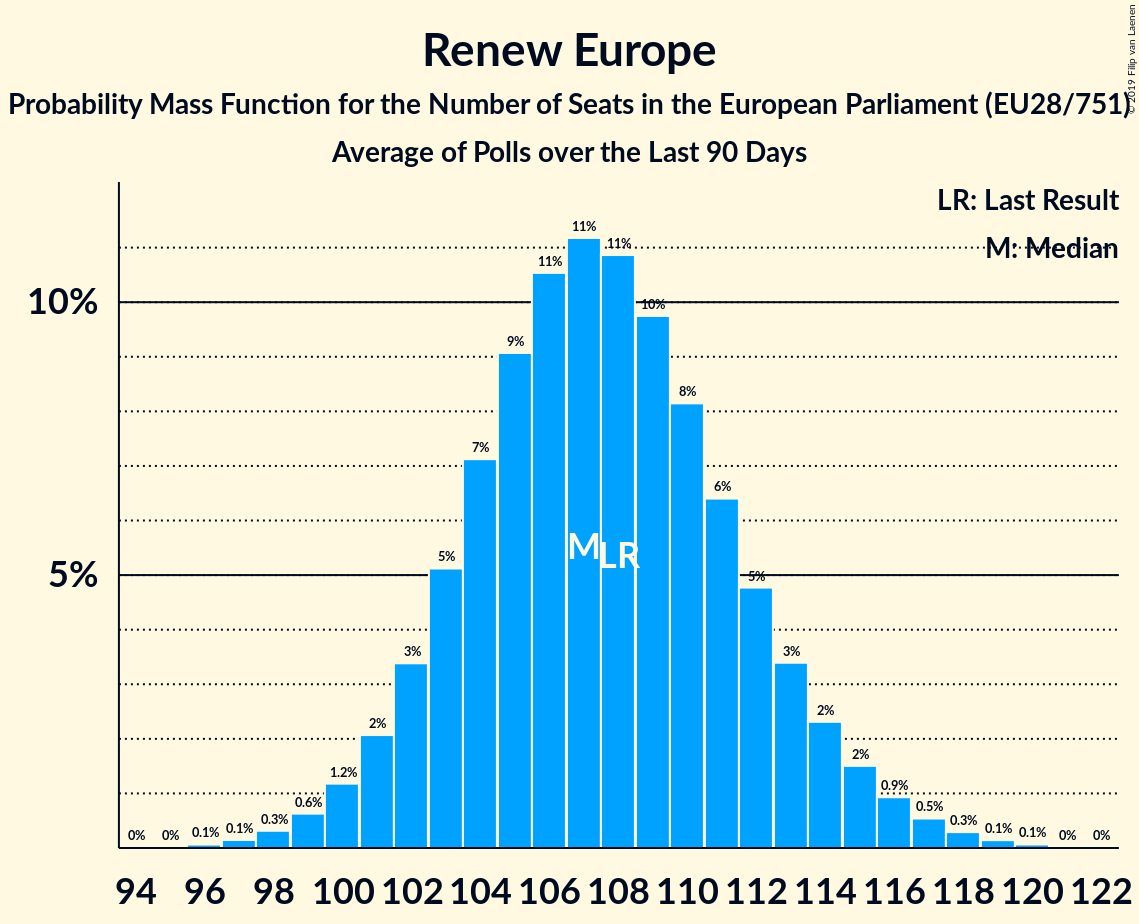 Renew Europe
Probability Mass Function for the Number of Seats in the European Parliament (EU28/751)
Average of Polls over the Last 90 Days
© 2019 Filip van Laenen
LR: Last Result
M: Median
10%
5%
0% 0% 0.1% 0.1% 0.3% 0.6% 1.2% 2% 3% 5% 7% 9% 11% 11% 11% 10% 8% 6% 5% 3% 2% 2% 0.9% 0.5% 0.3% 0.1% 0.1% 0% 0%
M LR
94 96 98 100 102 104 106 108 110 112 114 116 118 120 122